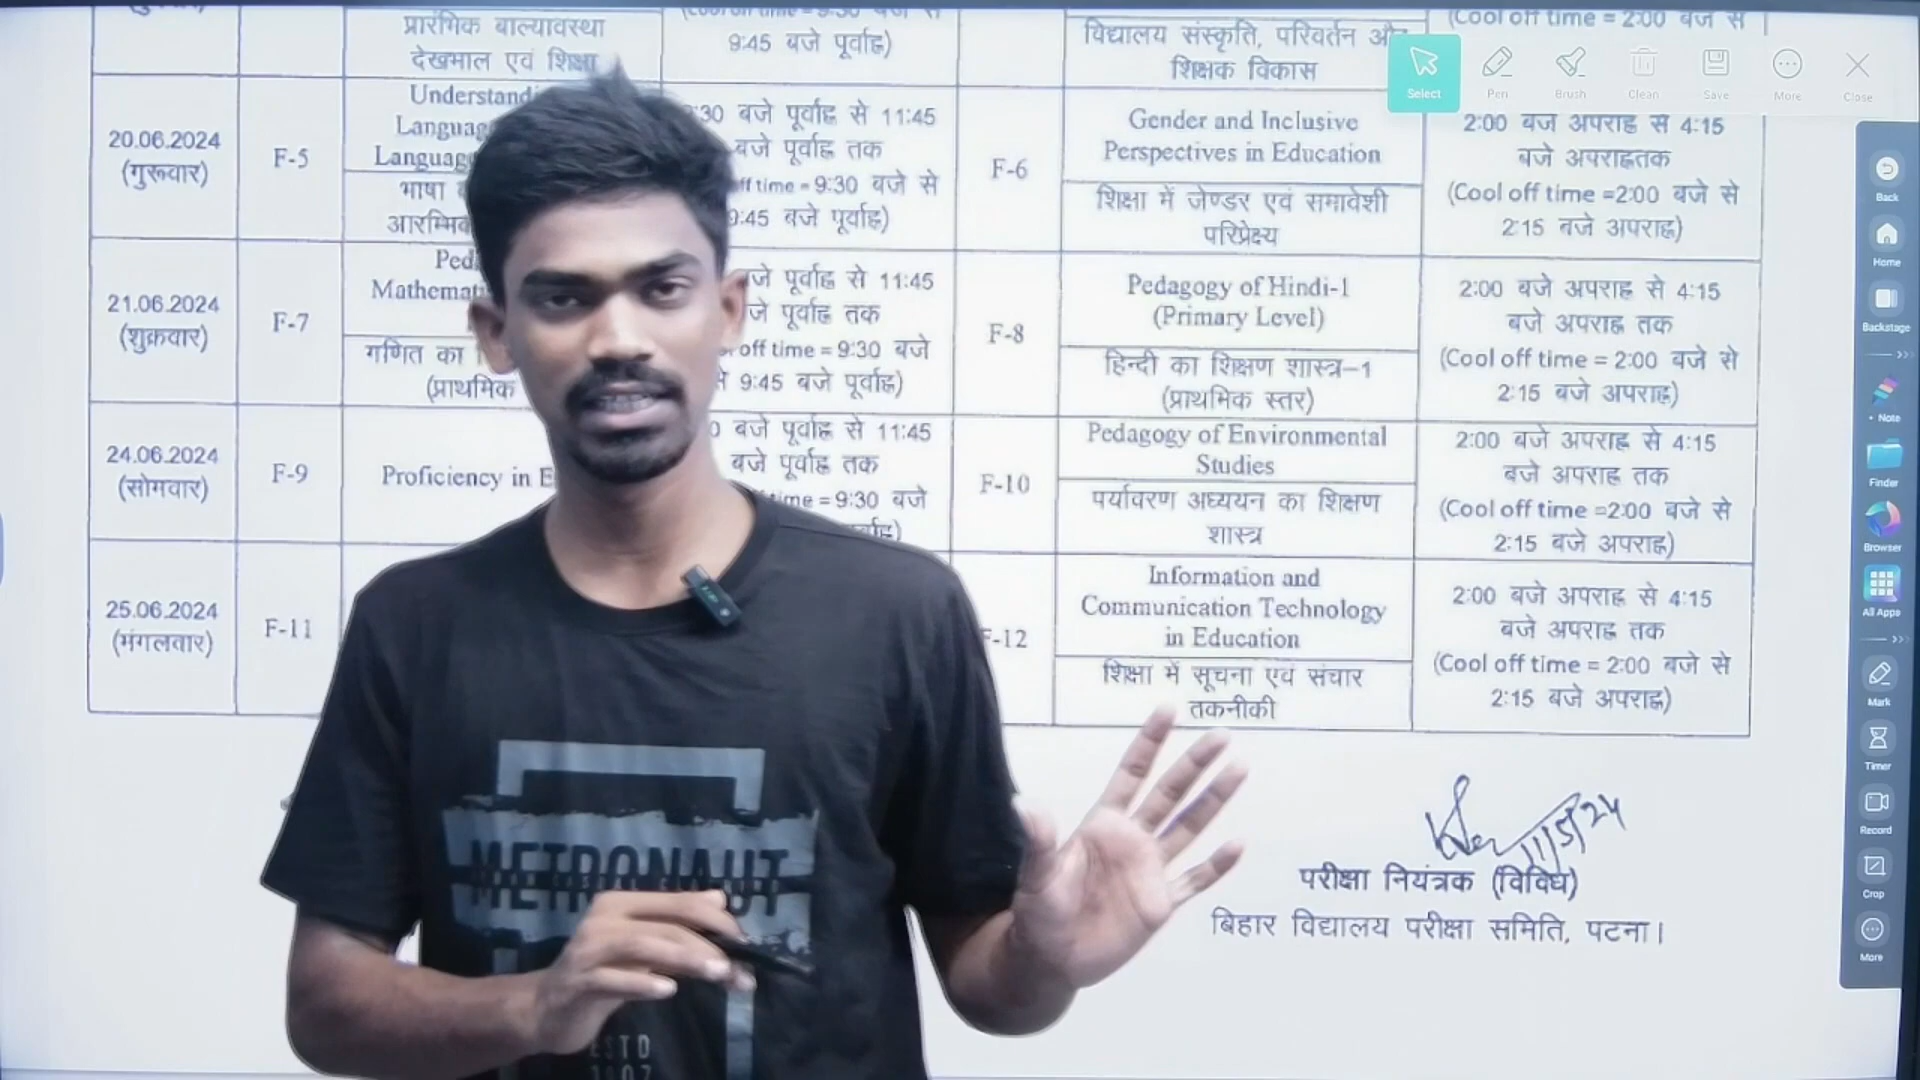 प्रारंभिक बाल्यावस्था
देखभाल एवं शिक्षा
9:45 बजे पूर्वाह्न)
विद्यालय संस्कृति, परिवर्तन और
शिक्षक विकास
(Cool off time = 2:00 बजे से
20.06.2024
(गुरूवार)
F-5
भाषा
9:30 बजे पूर्वाह्न से 11:45
बजे पूर्वाह्न तक
off time = 9:30 बजे से
9:45 बजे पूर्वाह्न)
F-6
Gender and Inclusive
Perspectives in Education
शिक्षा में जेण्डर एवं समावेशी
परिप्रेक्ष्य
2:00 बजे अपराह्न से 4:15
बजे अपराह्नतक
(Cool off time =2:00 बजे से
2:15 बजे अपराह्न)
21.06.2024
(शुक्रवार)
F-7
गणित का
(प्राथमिक
बजे पूर्वाह्न से 11:45
बजे पूर्वाह्न तक
off time = 9:30 बजे
से 9:45 बजे पूर्वाह्न)
F-8
Pedagogy of Hindi-1
(Primary Level)
हिन्दी का शिक्षण शास्त्र-1
(प्राथमिक स्तर)
2:00 बजे अपराह्न से 4:15
बजे अपराह्न तक
(Cool off time = 2:00 बजे से
2:15 बजे अपराह्न)
24.06.2024
(सोमवार)
F-9
Proficiency in
बजे पूर्वाह्न से 11:45
बजे पूर्वाह्न तक
= 9:30 बजे
F-10
Pedagogy of Environmental
Studies
पर्यावरण अध्ययन का शिक्षण
शास्त्र
2:00 बजे अपराह्न से 4:15
बजे अपराह्न तक
(Cool off time =2:00 बजे से
2:15 बजे अपराह्न)
25.06.2024
(मंगलवार)
F-11
F-12
Information and
Communication Technology
in Education
शिक्षा में सूचना एवं संचार
तकनीकी
2:00 बजे अपराह्न से 4:15
बजे अपराह्न तक
(Cool off time = 2:00 बजे से
2:15 बजे अपराह्न)
परीक्षा नियंत्रक (विविध)
बिहार विद्यालय परीक्षा समिति, पटना।
Select
Pen
Brush
Clean
Save
More
Close
Back
Home
Backstage
Note
Finder
Browser
All Apps
Mark
Timer
Record
Crop
More
METRONAUT
ESTD